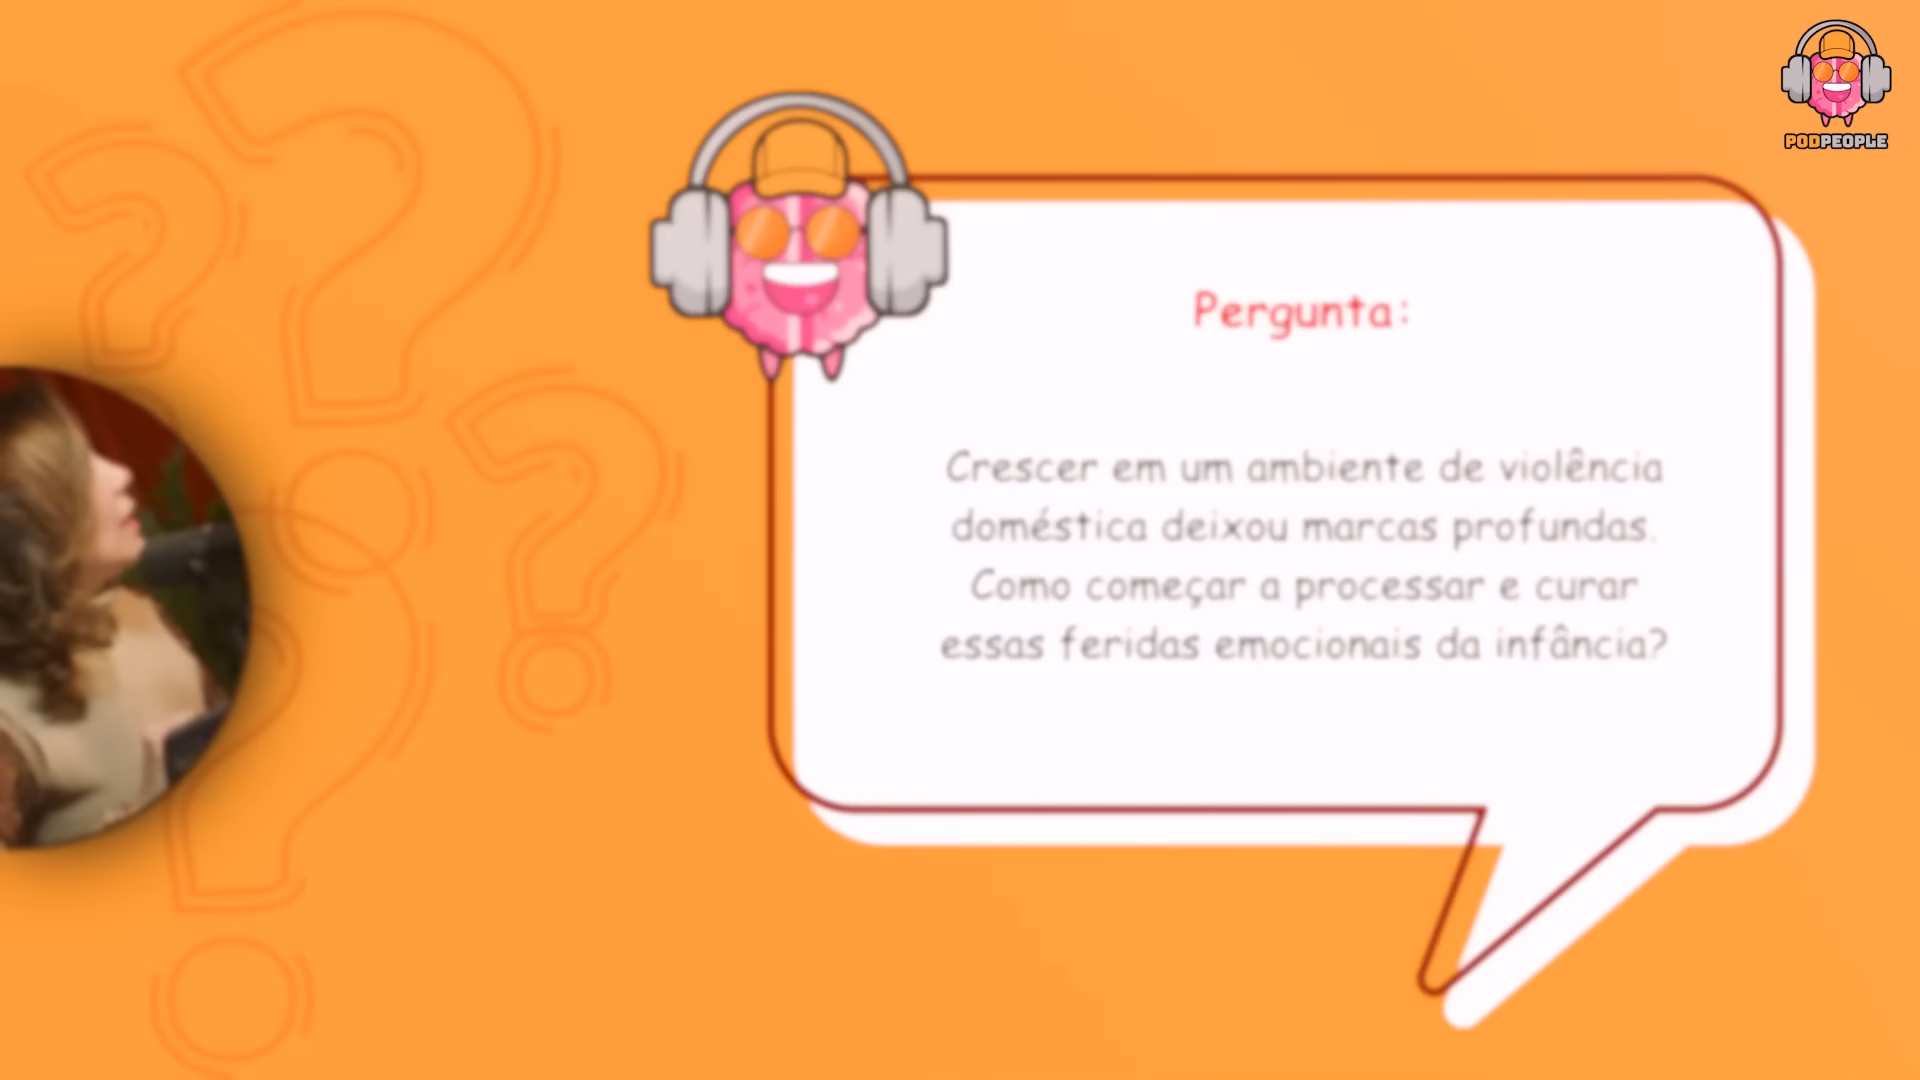 PODPEOPLE
Pergunta:
Crescer em um ambiente de violência
doméstica deixou marcas profundas.
Como começar a processar e curar
essas feridas emocionais da infância?